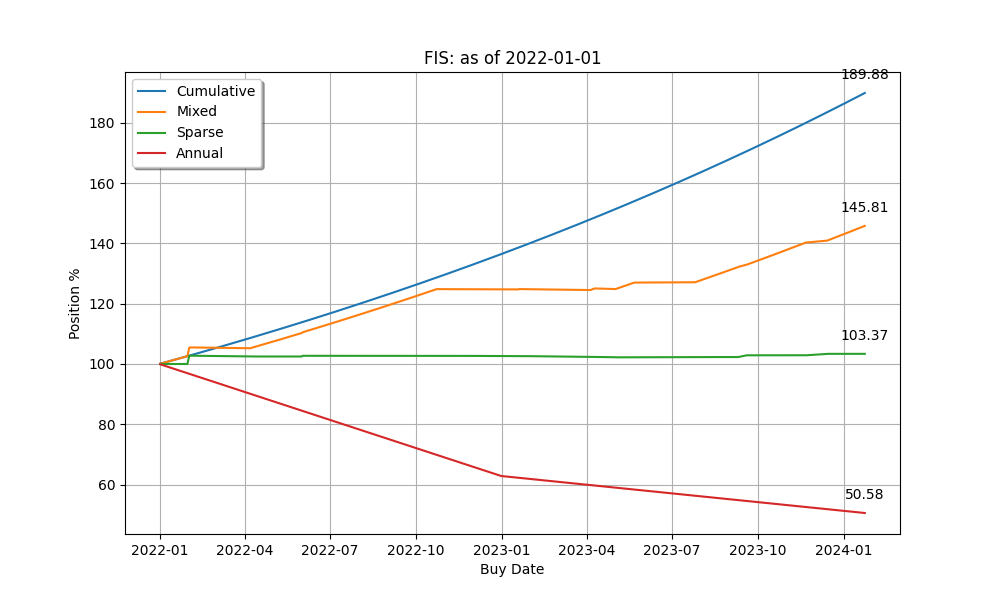 FIS: as of 2022-01-01
Cumulative
Mixed
Sparse
Annual
189.88
145.81
103.37
50.58
Position %
180
160
140
120
100
80
60
2022-01
2022-04
2022-07
2022-10
2023-01
2023-04
2023-07
2023-10
2024-01
Buy Date